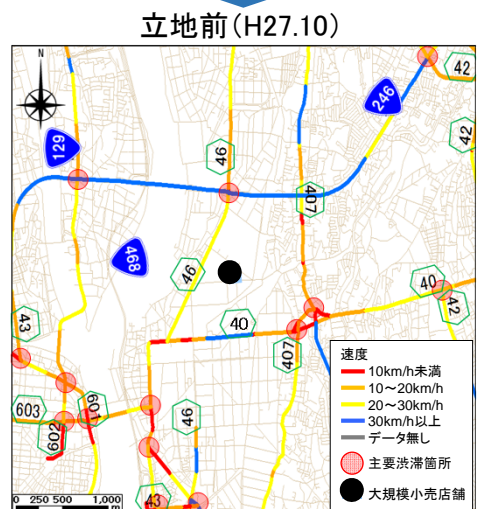 立地前(H27.10)
N
42
246
129
46
42
407
468
46
40
40
42
43
407
603
601
46
602
43
速度
10km/h未満
10～20km/h
20～30km/h
30km/h以上
データ無し
主要渋滞箇所
大規模小売店舗
0 250 500 1,000
m